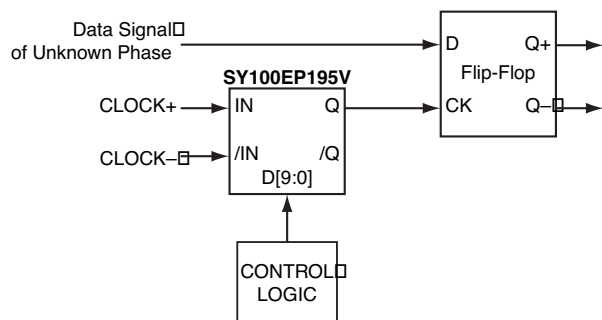 Data Signal
of Unknown Phase
D
Q+
Flip-Flop
CK
Q–
SY100EP195V
CLOCK+
IN
Q
CLOCK–
/IN
/Q
D[9:0]
CONTROL
LOGIC